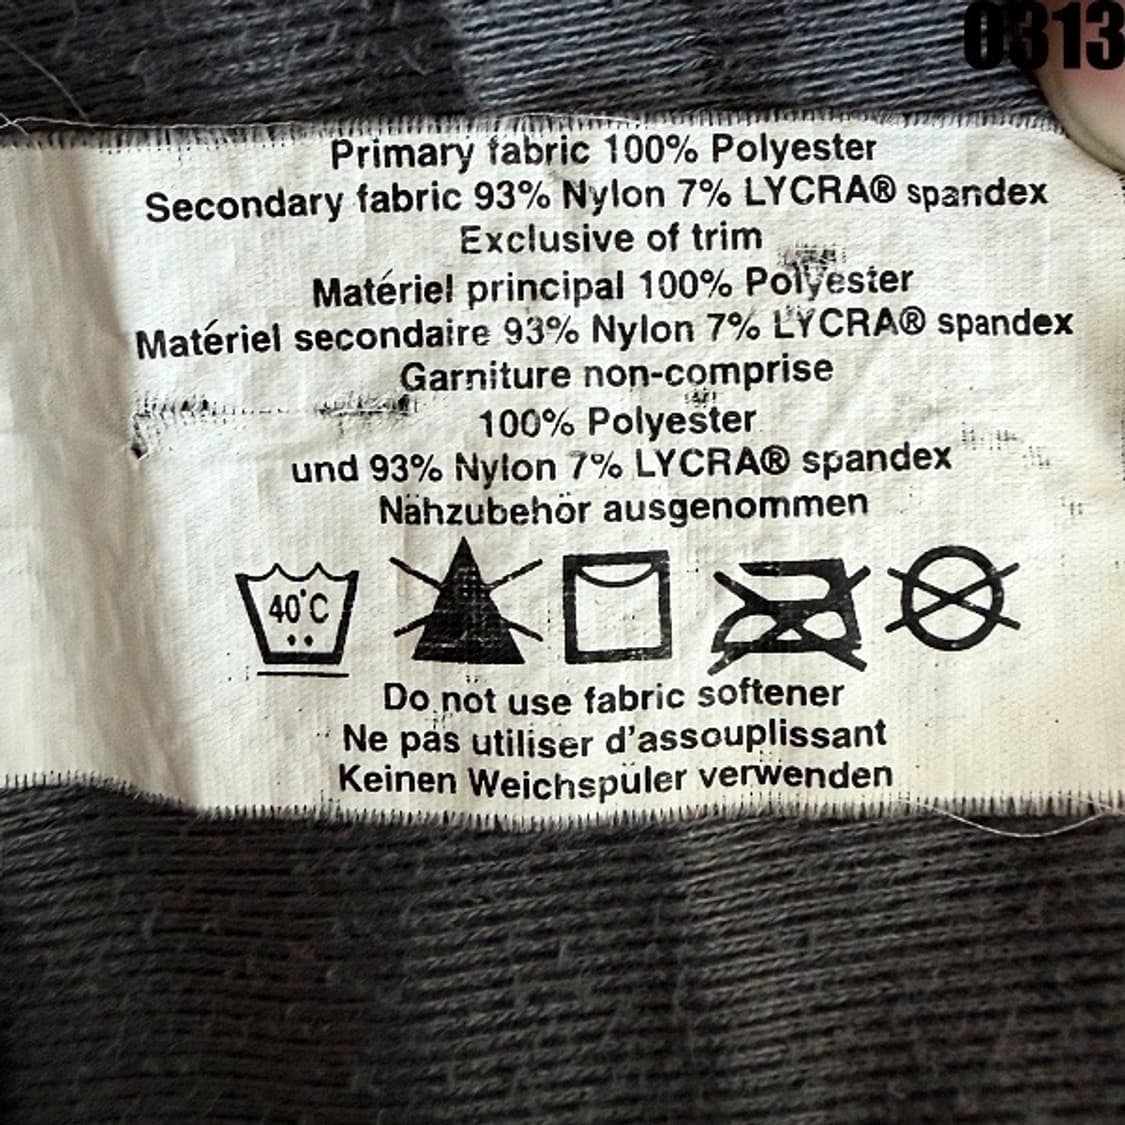 0313
Primary fabric 100% Polyester
Secondary fabric 93% Nylon 7% LYCRA® spandex
Exclusive of trim
Matériel principal 100% Polyester
Matériel secondaire 93% Nylon 7% LYCRA® spandex
Garniture non-comprise
100% Polyester
und 93% Nylon 7% LYCRA® spandex
Nähzubehör ausgenommen
40°C
Do not use fabric softener
Ne pas utiliser d'assouplissant
Keinen Weichspüler verwenden